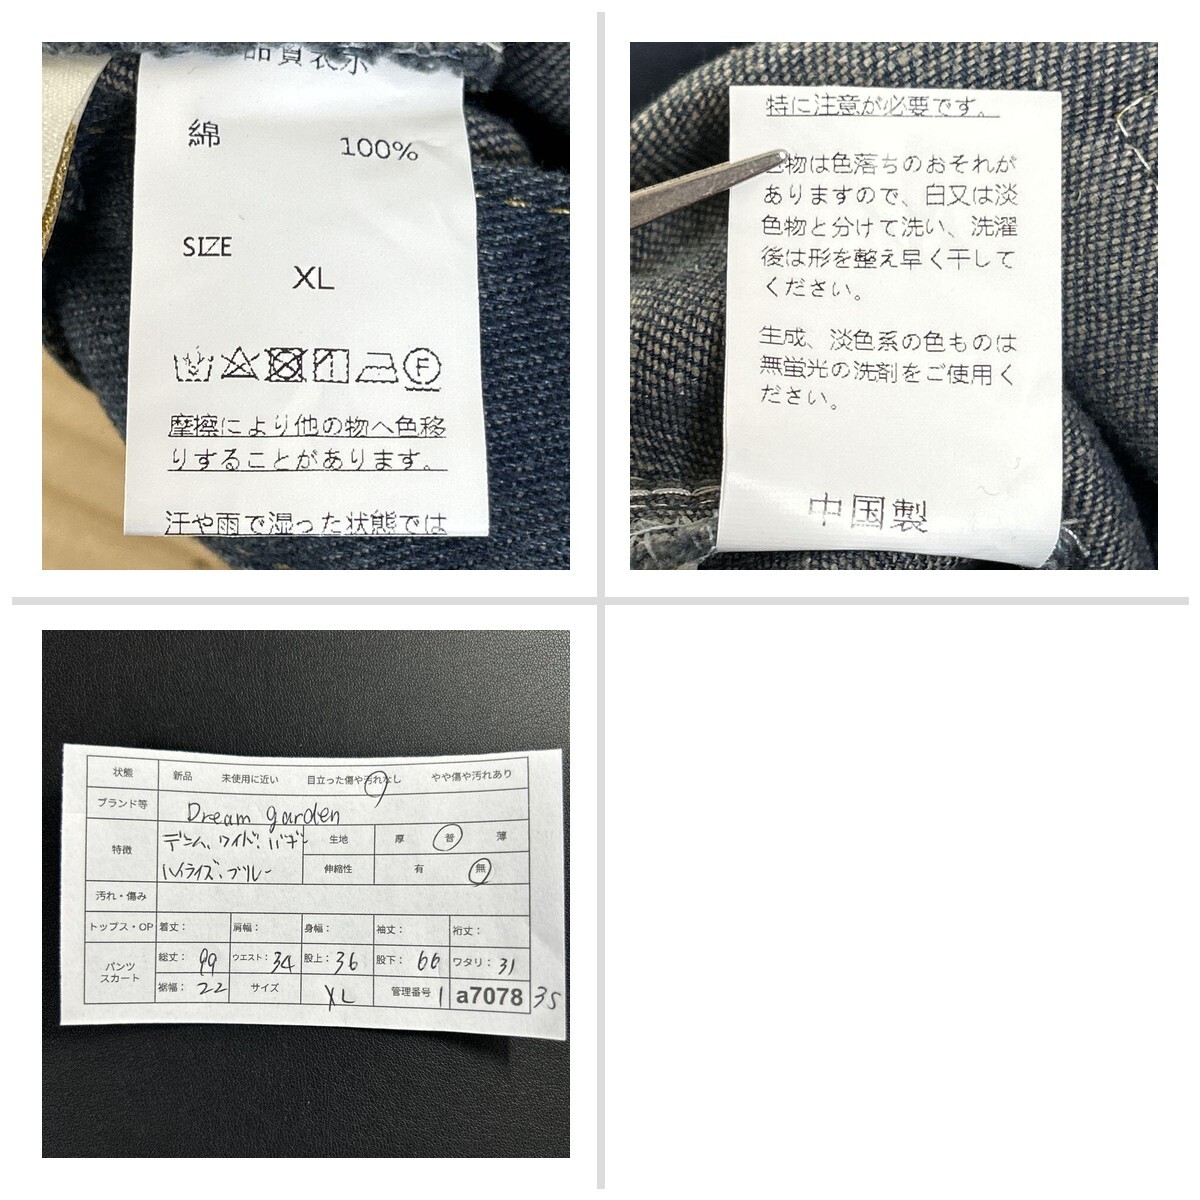 品質表示
綿 100%
SIZE
XL
F
摩擦により他の物へ色移
りすることがあります。
汗や雨で湿った状態では
特に注意が必要です。
色物は色落ちのおそれが
ありますので、白又は淡
色物と分けて洗い、洗濯
後は形を整え早く干して
ください。
生成、淡色系の色ものは
無蛍光の洗剤をご使用く
ださい。
中国製
状態 新品 未使用に近い 目立った傷や汚れなし やや傷や汚れあり
ブランド等 Dream garden
特徴 デニム、ワイド、バギー 生地 厚 普 薄
ハイライズ、ブルー 伸縮性 有 無
汚れ・傷み
トップス・OP 着丈: 肩幅: 身幅: 袖丈: 裄丈:
パンツ スカート 総丈: 99 ウエスト: 34 股上: 36 股下: 66 ワタリ: 31
裾幅: 22 サイズ XL 管理番号 1 a7078 35